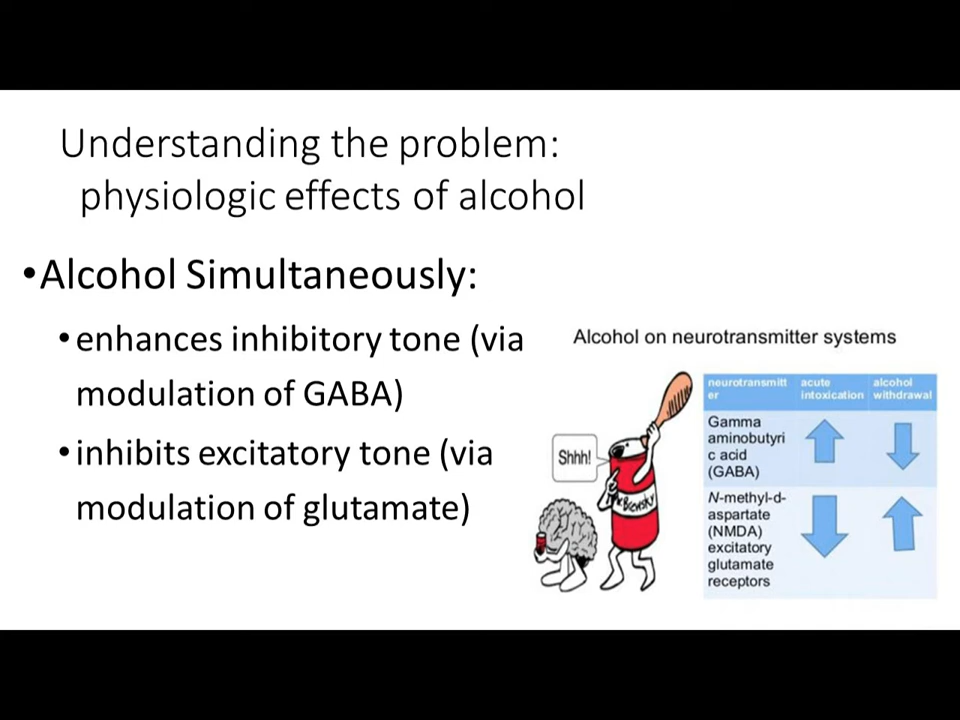 Understanding the problem:
physiologic effects of alcohol
•Alcohol Simultaneously:
•enhances inhibitory tone (via
modulation of GABA)
•inhibits excitatory tone (via
modulation of glutamate)
Alcohol on neurotransmitter systems
neurotransmitt
er
acute
intoxication
alcohol
withdrawal
Gamma
aminobutyri
c acid
(GABA)
N-methyl-d-
aspartate
(NMDA)
excitatory
glutamate
receptors
Shhh!